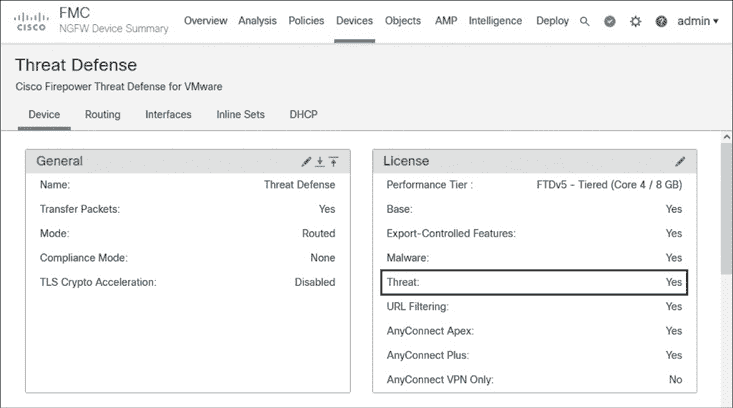 CISCO
FMC
NGFW Device Summary
Overview Analysis Policies Devices Objects AMP Intelligence Deploy admin
Threat Defense
Cisco Firepower Threat Defense for VMware
Device Routing Interfaces Inline Sets DHCP
General
Name: Threat Defense
Transfer Packets: Yes
Mode: Routed
Compliance Mode: None
TLS Crypto Acceleration: Disabled
License
Performance Tier : FTDv5 - Tiered (Core 4 / 8 GB)
Base: Yes
Export-Controlled Features: Yes
Malware: Yes
Threat: Yes
URL Filtering: Yes
AnyConnect Apex: Yes
AnyConnect Plus: Yes
AnyConnect VPN Only: No